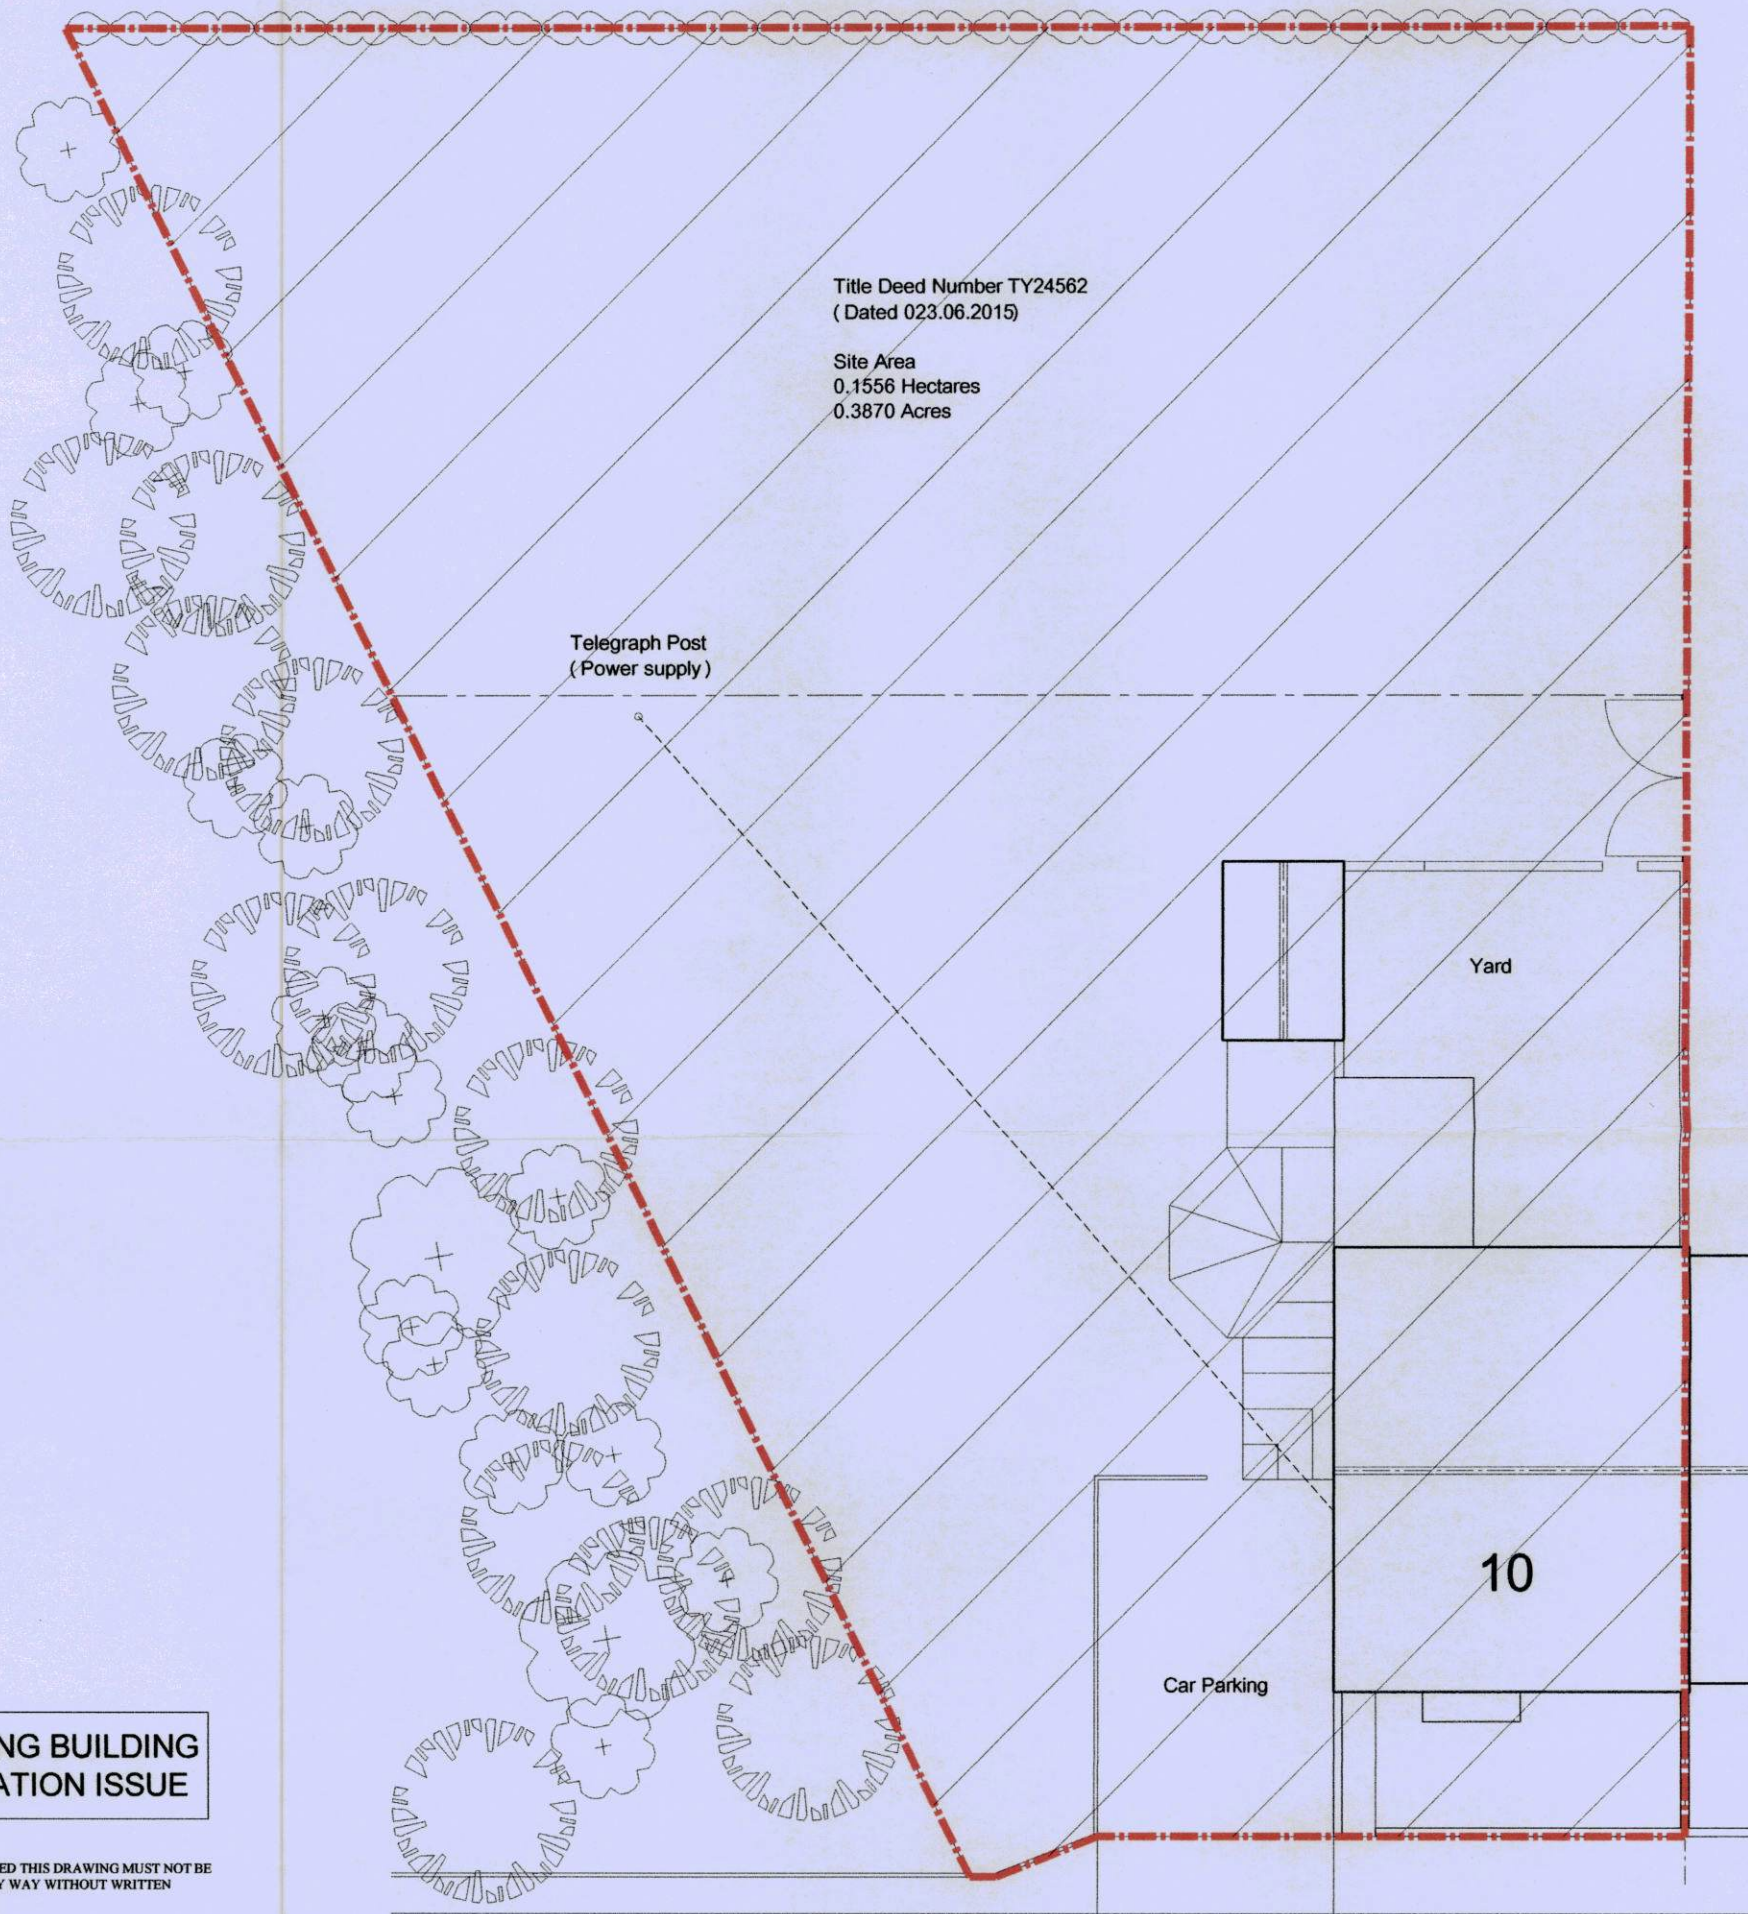 Title Deed Number TY24562
( Dated 023.06.2015)
Site Area
0.1556 Hectares
0.3870 Acres
Telegraph Post
( Power supply )
Yard
10
Car Parking
NG BUILDING
ATION ISSUE
ED THIS DRAWING MUST NOT BE
Y WAY WITHOUT WRITTEN